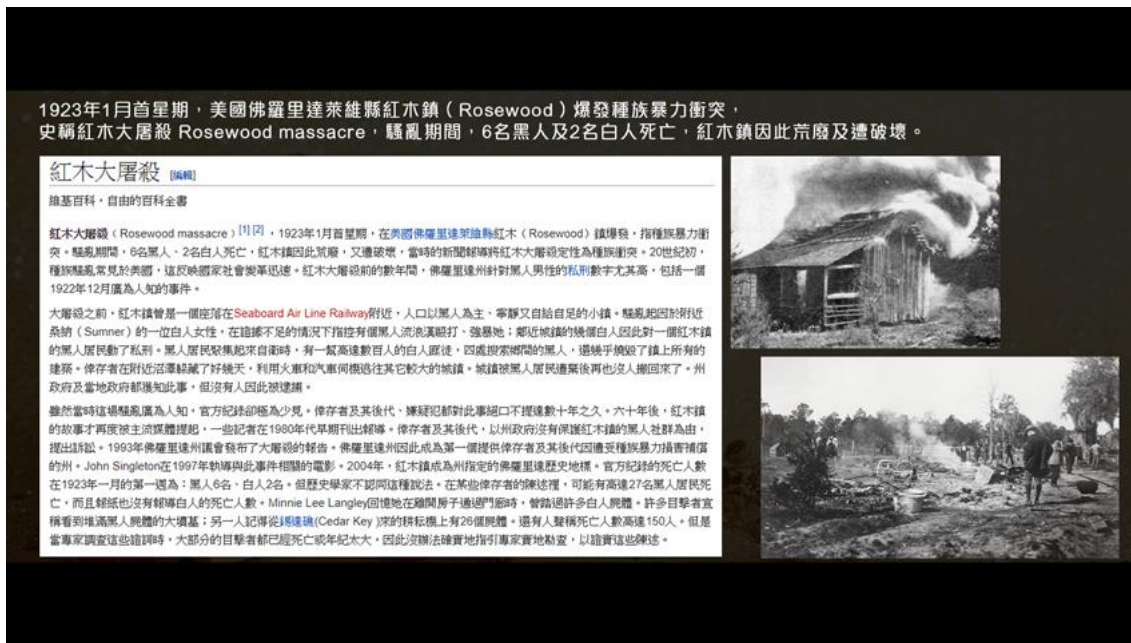 1923年1月首星期，美國佛羅里達萊維縣紅木鎮（Rosewood）爆發種族暴力衝突，
史稱紅木大屠殺 Rosewood massacre，騷亂期間，6名黑人及2名白人死亡，紅木鎮因此荒廢及遭破壞。
紅木大屠殺 [編輯]
維基百科，自由的百科全書
紅木大屠殺（Rosewood massacre）[1][2]，1923年1月首星期，在美國佛羅里達萊維縣紅木（Rosewood）鎮爆發，指種族暴力衝
突。騷亂期間，6名黑人、2名白人死亡，紅木鎮因此荒廢，又遭破壞，當時的新聞報導將紅木大屠殺定性為種族衝突。20世紀初，
種族騷亂常見於美國，這反映國家社會變革迅速。紅木大屠殺前的數年間，佛羅里達州針對黑人男性的私刑數字尤其高，包括一個
1922年12月廣為人知的事件。
大屠殺之前，紅木鎮曾是一個座落在Seaboard Air Line Railway附近，人口以黑人為主、寧靜又自給自足的小鎮。騷亂起因於附近
桑納（Sumner）的一位白人女性，在證據不足的情況下指控有個黑人流浪漢毆打、強暴她；鄰近城鎮的幾個白人因此對一個紅木鎮
的黑人居民動了私刑。黑人居民聚集起來自衛時，有一幫高達數百人的白人匪徒，四處搜索鄉間的黑人，還幾乎燒毀了鎮上所有的
建築。倖存者在附近沼澤躲藏了好幾天，利用火車和汽車伺機逃往其它較大的城鎮。城鎮被黑人居民遺棄後再也沒人搬回來了。州
政府及當地政府都獲知此事，但沒有人因此被逮捕。
雖然當時這場騷亂廣為人知，官方紀錄卻極為少見。倖存者及其後代、嫌疑犯都對此事絕口不提達數十年之久。六十年後，紅木鎮
的故事才再度被主流媒體提起，一些記者在1980年代早期刊出報導。倖存者及其後代，以州政府沒有保護紅木鎮的黑人社群為由，
提出訴訟。1993年佛羅里達州議會發布了大屠殺的報告。佛羅里達州因此成為第一個提供倖存者及其後代因遭受種族暴力損害補償
的州。John Singleton在1997年執導與此事件相關的電影。2004年，紅木鎮成為州指定的佛羅里達歷史地標。官方紀錄的死亡人數
在1923年一月的第一週為：黑人6名、白人2名。但歷史學家不認同這種說法。在某些倖存者的陳述裡，可能有高達27名黑人居民死
亡，而且報紙也沒有報導白人的死亡人數。Minnie Lee Langley回憶她在離開房子通過門廊時，曾踏過許多白人屍體。許多目擊者宣
稱看到堆滿黑人屍體的大墳墓；另一人記得從錫達礁(Cedar Key )來的耕耘機上有26個屍體。還有人聲稱死亡人數高達150人。但是
當專家調查這些證詞時，大部分的目擊者都已經死亡或年紀太大，因此沒辦法確實地指引專家實地勘查，以證實這些陳述。